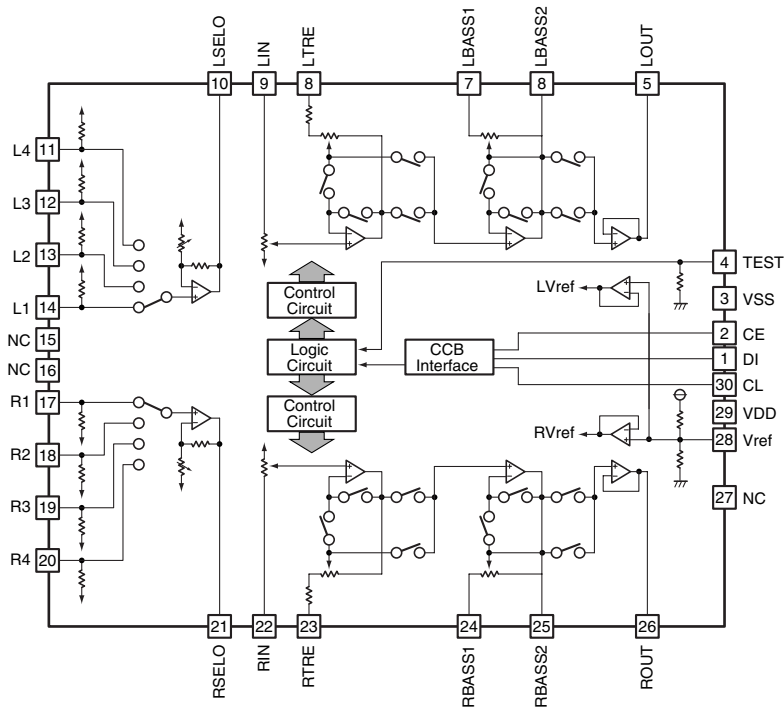 LSELO
LIN
LTRE
LBASS1
LBASS2
LOUT
10
9
8
7
8
5
L4 11
L3 12
L2 13
L1 14
NC 15
NC 16
R1 17
R2 18
R3 19
R4 20
4 TEST
3 VSS
2 CE
1 DI
30 CL
29 VDD
28 Vref
27 NC
LVref
RVref
Control
Circuit
Logic
Circuit
CCB
Interface
Control
Circuit
21
22
23
24
25
26
RSELO
RIN
RTRE
RBASS1
RBASS2
ROUT